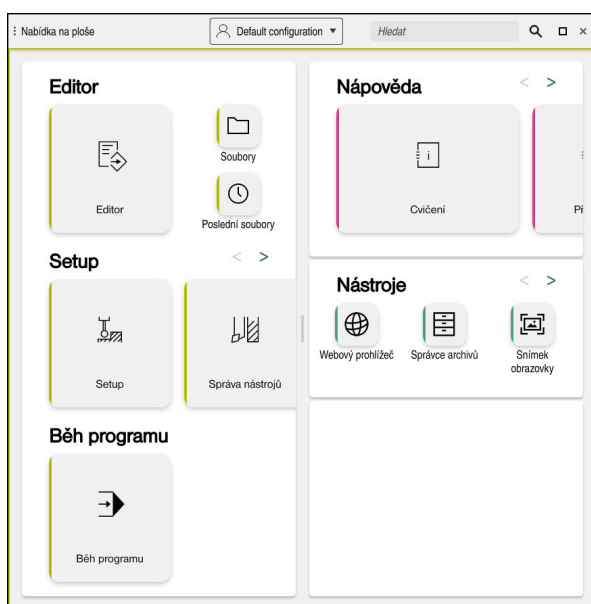 Nabídka na ploše
Default configuration
Hledat
Editor
Editor
Soubory
Poslední soubory
Setup
Setup
Správa nástrojů
Běh programu
Běh programu
Nápověda
Cvičení
Nástroje
Webový prohlížeč
Správce archivů
Snímek
obrazovky